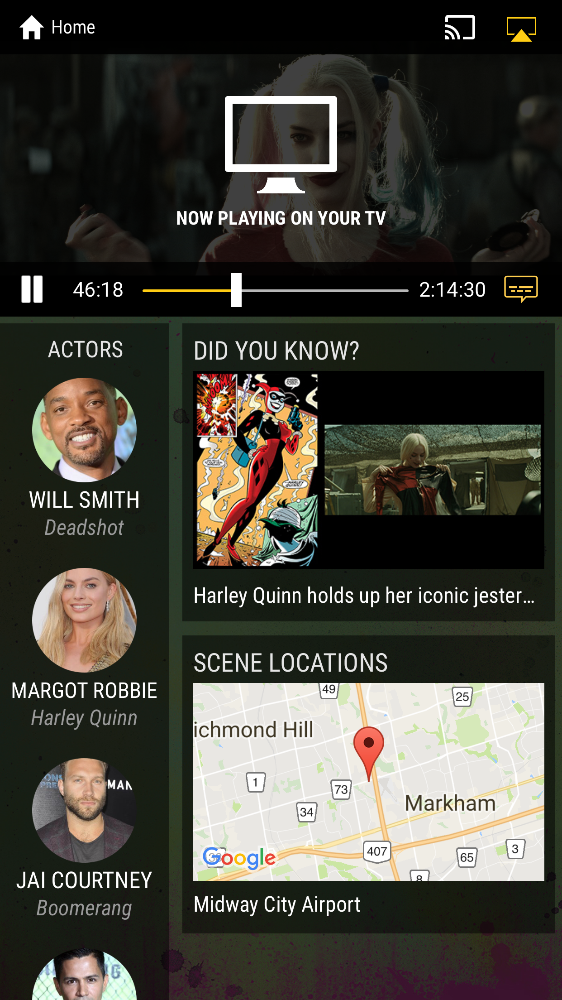 Home
NOW PLAYING ON YOUR TV
46:18
2:14:30
ACTORS
WILL SMITH
Deadshot
MARGOT ROBBIE
Harley Quinn
MAN
JAI COURTNEY
Boomerang
DID YOU KNOW?
Harley Quinn holds up her iconic jester...
SCENE LOCATIONS
49
25
ichmond Hill
1
73
34
Markham
407
3
65
8
Google
Midway City Airport